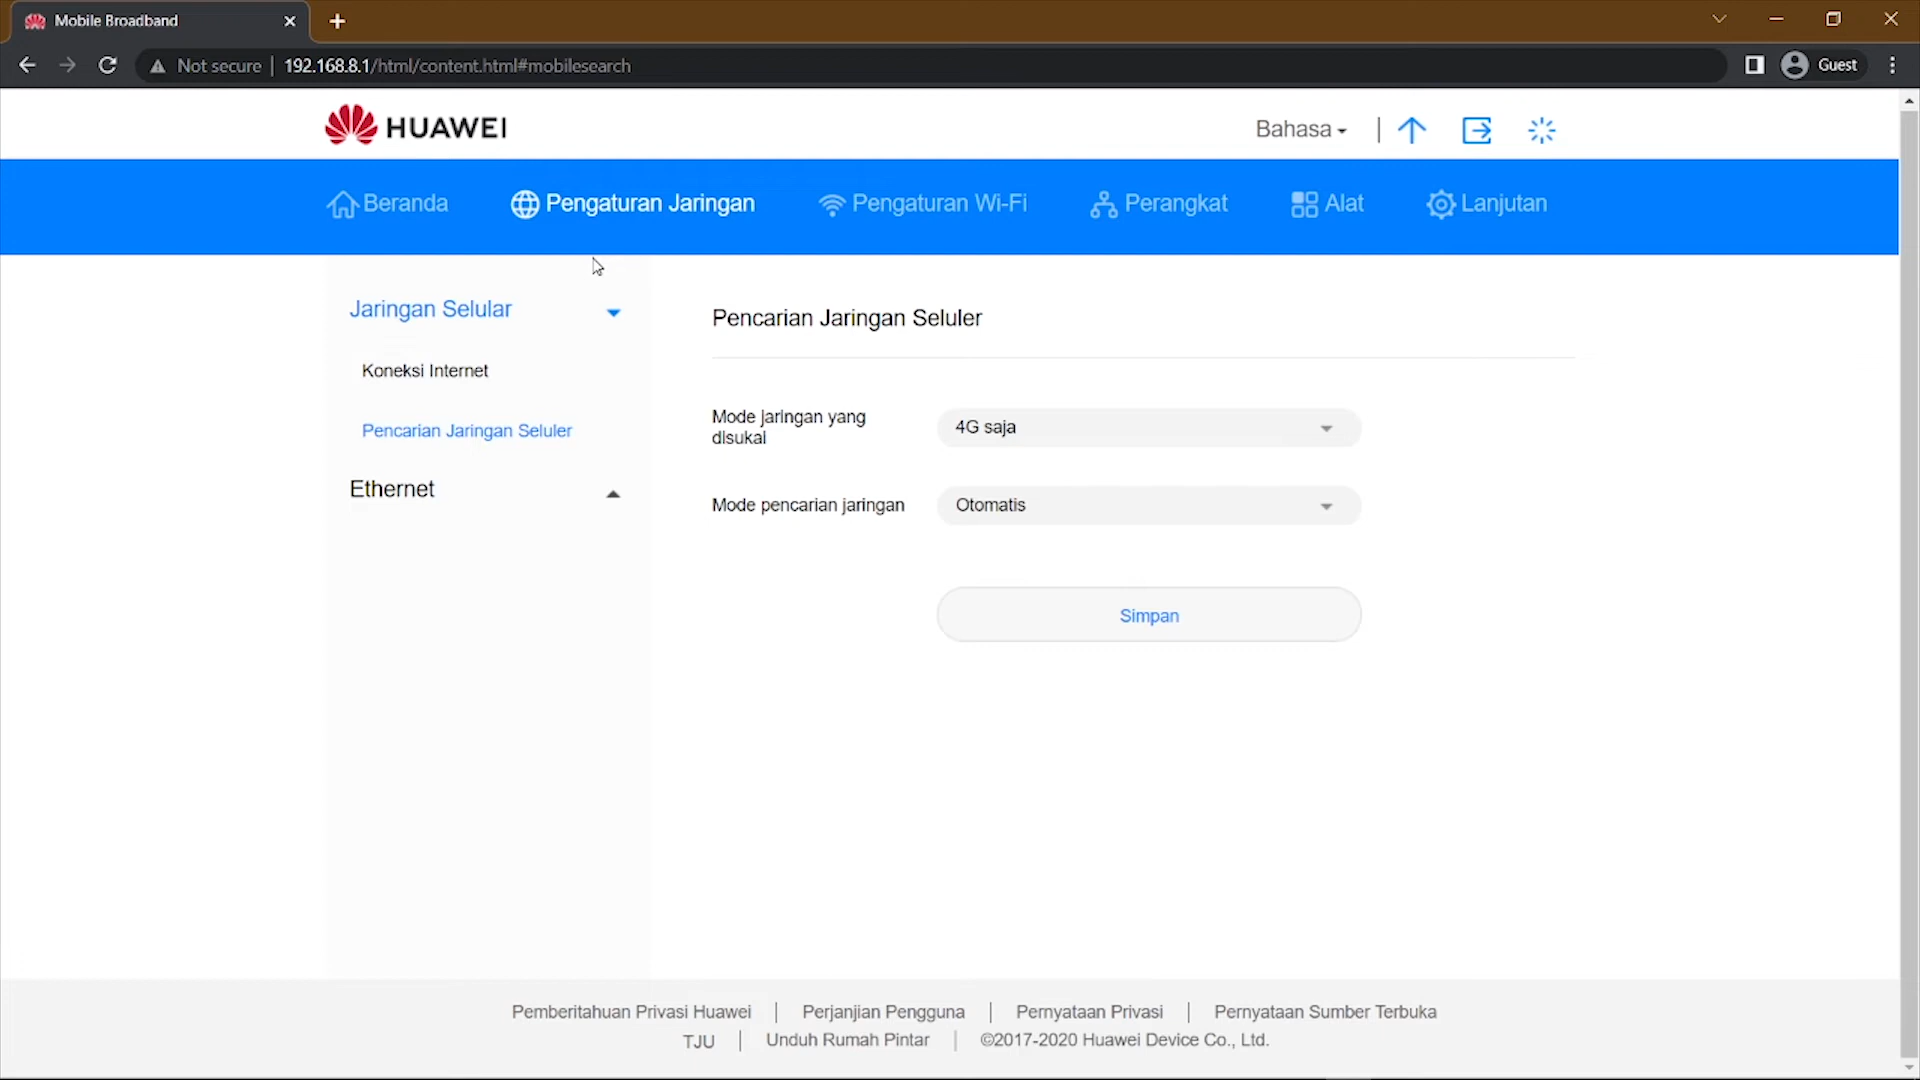 Mobile Broadband
Not secure
192.168.8.1/html/content.html#mobilesearch
Guest
HUAWEI
Bahasa
Beranda
Pengaturan Jaringan
Pengaturan Wi-Fi
Perangkat
Alat
Lanjutan
Jaringan Selular
Koneksi Internet
Pencarian Jaringan Seluler
Ethernet
Pencarian Jaringan Seluler
Mode jaringan yang
disukai
4G saja
Mode pencarian jaringan
Otomatis
Simpan
Pemberitahuan Privasi Huawei | Perjanjian Pengguna | Pernyataan Privasi | Pernyataan Sumber Terbuka
TJU | Unduh Rumah Pintar | ©2017-2020 Huawei Device Co., Ltd.